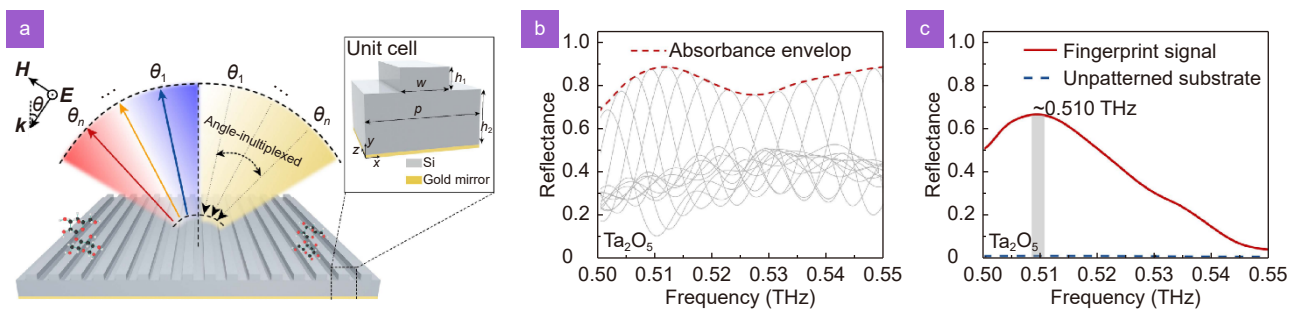 a
H
E
θ
k
θn
...
θ1
θ1
...
θn
Angle-inultiplexed
Unit cell
w
h1
p
h2
y
z
x
Si
Gold mirror
b
1.0
0.8
0.6
0.4
0.2
0
Reflectance
Absorbance envelop
Ta2O5
0.50 0.51 0.52 0.53 0.54 0.55
Frequency (THz)
c
1.0
0.8
0.6
0.4
0.2
0
Reflectance
Fingerprint signal
Unpatterned substrate
~0.510 THz
Ta2O5
0.50 0.51 0.52 0.53 0.54 0.55
Frequency (THz)